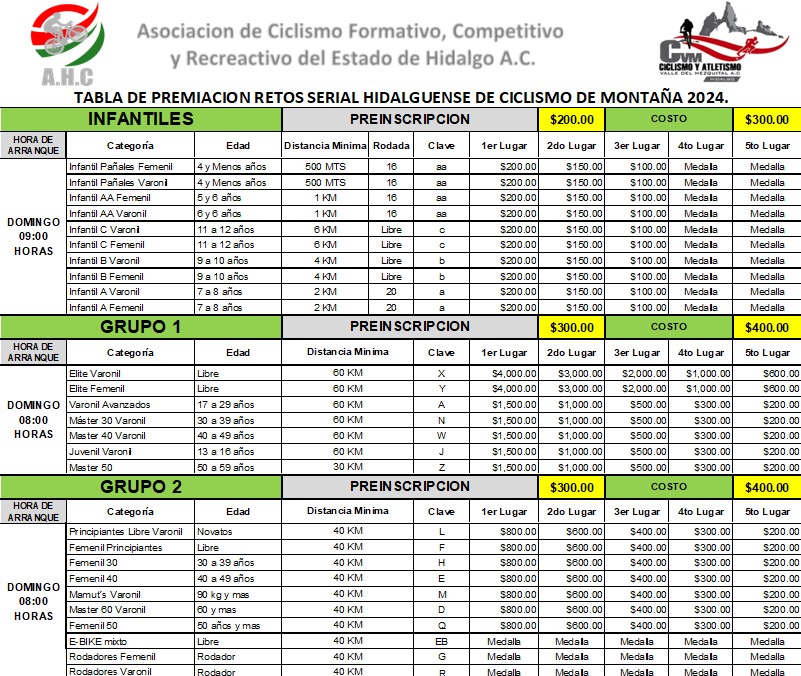 Asociacion de Ciclismo Formativo, Competitivo
y Recreactivo del Estado de Hidalgo A.C.
A.H.C
CVM
CICLISMO Y ATLETISMO
VALLE DEL MEZQUITAL A.C
HIDALGO
TABLA DE PREMIACION RETOS SERIAL HIDALGUENSE DE CICLISMO DE MONTAÑA 2024.
INFANTILES PREINSCRIPCION $200.00 COSTO $300.00
HORA DE ARRANQUE Categoría Edad Distancia Minima Rodada Clave 1er Lugar 2do Lugar 3er Lugar 4to Lugar 5to Lugar
DOMINGO 09:00 HORAS
Infantil Pañales Femenil 4 y Menos años 500 MTS 16 aa $200.00 $150.00 $100.00 Medalla Medalla
Infantil Pañales Varonil 4 y Menos años 500 MTS 16 aa $200.00 $150.00 $100.00 Medalla Medalla
Infantil AA Femenil 5 y 6 años 1 KM 16 aa $200.00 $150.00 $100.00 Medalla Medalla
Infantil AA Varonil 6 y 6 años 1 KM 16 aa $200.00 $150.00 $100.00 Medalla Medalla
Infantil C Varonil 11 a 12 años 6 KM Libre c $200.00 $150.00 $100.00 Medalla Medalla
Infantil C Femenil 11 a 12 años 6 KM Libre c $200.00 $150.00 $100.00 Medalla Medalla
Infantil B Varonil 9 a 10 años 4 KM Libre b $200.00 $150.00 $100.00 Medalla Medalla
Infantil B Femenil 9 a 10 años 4 KM Libre b $200.00 $150.00 $100.00 Medalla Medalla
Infantil A Varonil 7 a 8 años 2 KM 20 a $200.00 $150.00 $100.00 Medalla Medalla
Infantil A Femenil 7 a 8 años 2 KM 20 a $200.00 $150.00 $100.00 Medalla Medalla
GRUPO 1 PREINSCRIPCION $300.00 COSTO $400.00
HORA DE ARRANQUE Categoría Edad Distancia Minima Clave 1er Lugar 2do Lugar 3er Lugar 4to Lugar 5to Lugar
DOMINGO 08:00 HORAS
Elite Varonil Libre 60 KM X $4,000.00 $3,000.00 $2,000.00 $1,000.00 $600.00
Elite Femenil Libre 60 KM Y $4,000.00 $3,000.00 $2,000.00 $1,000.00 $600.00
Varonil Avanzados 17 a 29 años 60 KM A $1,500.00 $1,000.00 $500.00 $300.00 $200.00
Máster 30 Varonil 30 a 39 años 60 KM N $1,500.00 $1,000.00 $500.00 $300.00 $200.00
Master 40 Varonil 40 a 49 años 60 KM W $1,500.00 $1,000.00 $500.00 $300.00 $200.00
Juvenil Varonil 13 a 16 años 60 KM J $1,500.00 $1,000.00 $500.00 $300.00 $200.00
Master 50 50 a 59 años 30 KM Z $1,500.00 $1,000.00 $500.00 $300.00 $200.00
GRUPO 2 PREINSCRIPCION $300.00 COSTO $400.00
HORA DE ARRANQUE Categoría Edad Distancia Minima Clave 1er Lugar 2do Lugar 3er Lugar 4to Lugar 5to Lugar
DOMINGO 08:00 HORAS
Principiantes Libre Varonil Novatos 40 KM L $800.00 $600.00 $400.00 $300.00 $200.00
Femenil Principiantes Libre 40 KM F $800.00 $600.00 $400.00 $300.00 $200.00
Femenil 30 30 a 39 años 40 KM H $800.00 $600.00 $400.00 $300.00 $200.00
Femenil 40 40 a 49 años 40 KM E $800.00 $600.00 $400.00 $300.00 $200.00
Mamut's Varonil 90 kg y mas 40 KM M $800.00 $600.00 $400.00 $300.00 $200.00
Master 60 Varonil 60 y mas 40 KM D $800.00 $600.00 $400.00 $300.00 $200.00
Femenil 50 50 años y mas 40 KM Q $800.00 $600.00 $400.00 $300.00 $200.00
E-BIKE mixto Libre 40 KM EB Medalla Medalla Medalla Medalla Medalla
Rodadores Femenil Rodador 40 KM G Medalla Medalla Medalla Medalla Medalla
Rodadores Varonil Rodador 40 KM R Medalla Medalla Medalla Medalla Medalla